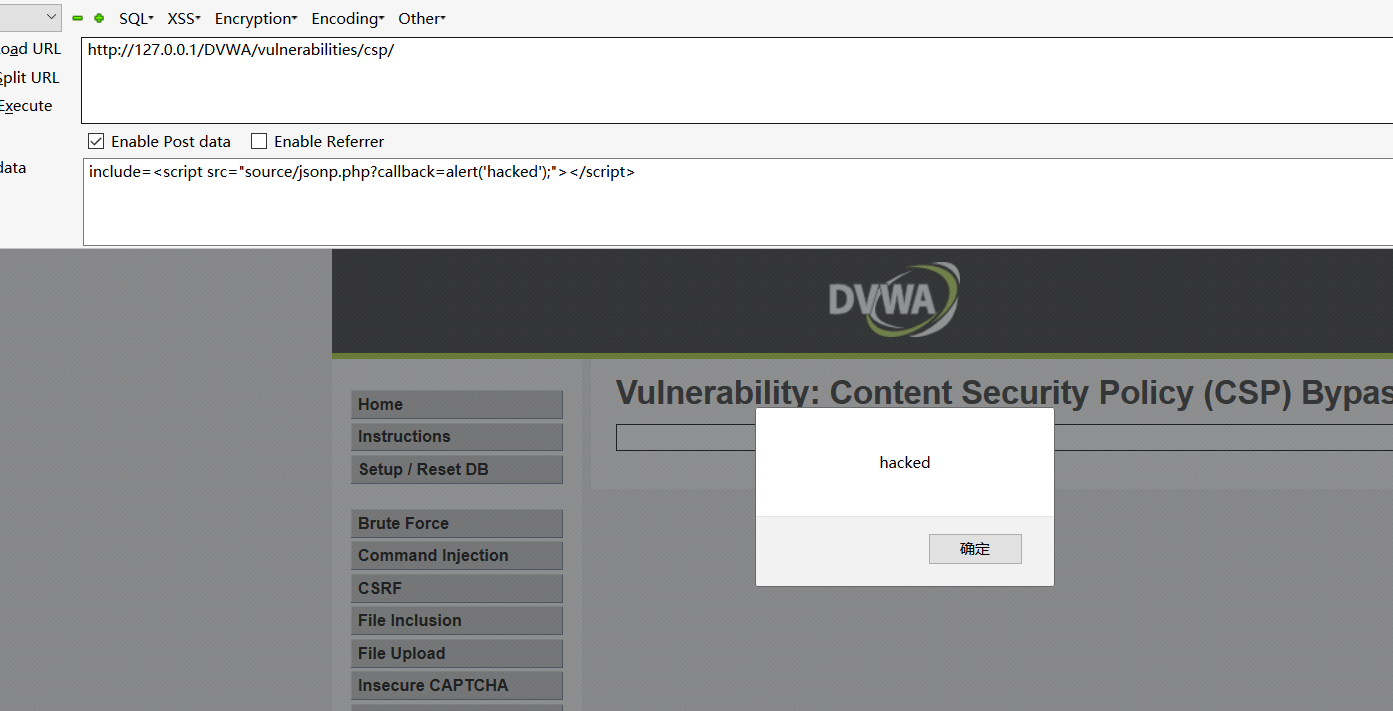 SQL XSS Encryption Encoding Other
oad URL
http://127.0.0.1/DVWA/vulnerabilities/csp/
Split URL
Execute
Enable Post data Enable Referrer
data
include=<script src="source/jsonp.php?callback=alert('hacked');"></script>
DVWA
Vulnerability: Content Security Policy (CSP) Bypas
hacked
确定
Home
Instructions
Setup / Reset DB
Brute Force
Command Injection
CSRF
File Inclusion
File Upload
Insecure CAPTCHA